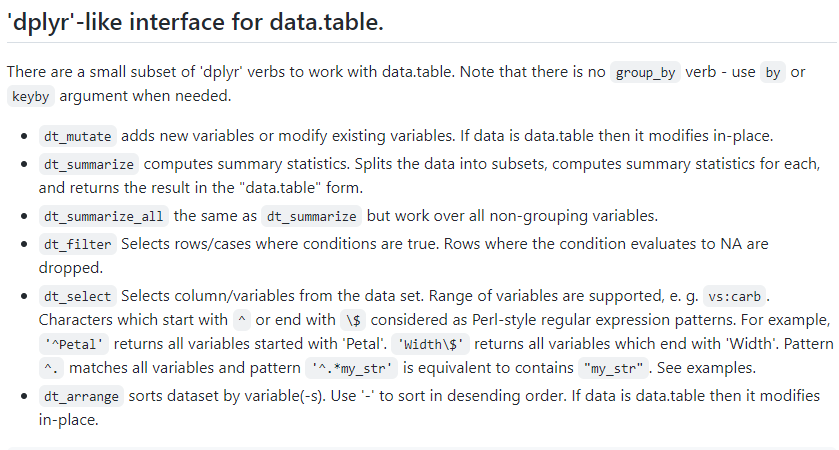 'dplyr'-like interface for data.table.
There are a small subset of 'dplyr' verbs to work with data.table. Note that there is no group_by verb - use by or
keyby argument when needed.
• dt_mutate adds new variables or modify existing variables. If data is data.table then it modifies in-place.
• dt_summarize computes summary statistics. Splits the data into subsets, computes summary statistics for each,
and returns the result in the "data.table" form.
• dt_summarize_all the same as dt_summarize but work over all non-grouping variables.
• dt_filter Selects rows/cases where conditions are true. Rows where the condition evaluates to NA are
dropped.
• dt_select Selects column/variables from the data set. Range of variables are supported, e. g. vs:carb .
Characters which start with ^ or end with \$ considered as Perl-style regular expression patterns. For example,
'^Petal' returns all variables started with 'Petal'. 'Width\$' returns all variables which end with 'Width'. Pattern
^. matches all variables and pattern '^.*my_str' is equivalent to contains "my_str" . See examples.
• dt_arrange sorts dataset by variable(-s). Use '-' to sort in desending order. If data is data.table then it modifies
in-place.